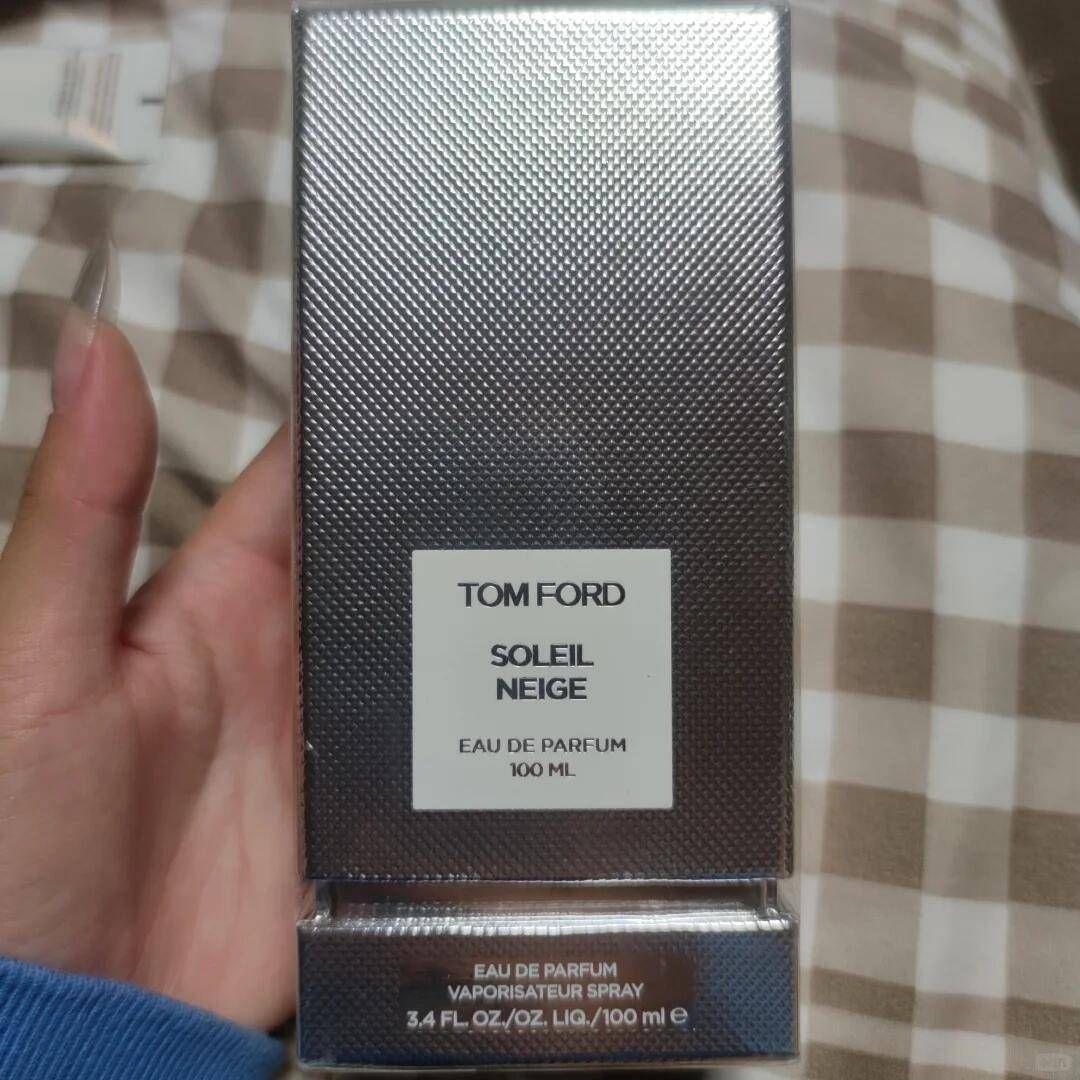 TOM FORD
SOLEIL
NEIGE
EAU DE PARFUM
100 ML
EAU DE PARFUM
VAPORISATEUR SPRAY
3.4 FL. OZ./OZ. LIQ./100 ml ℮